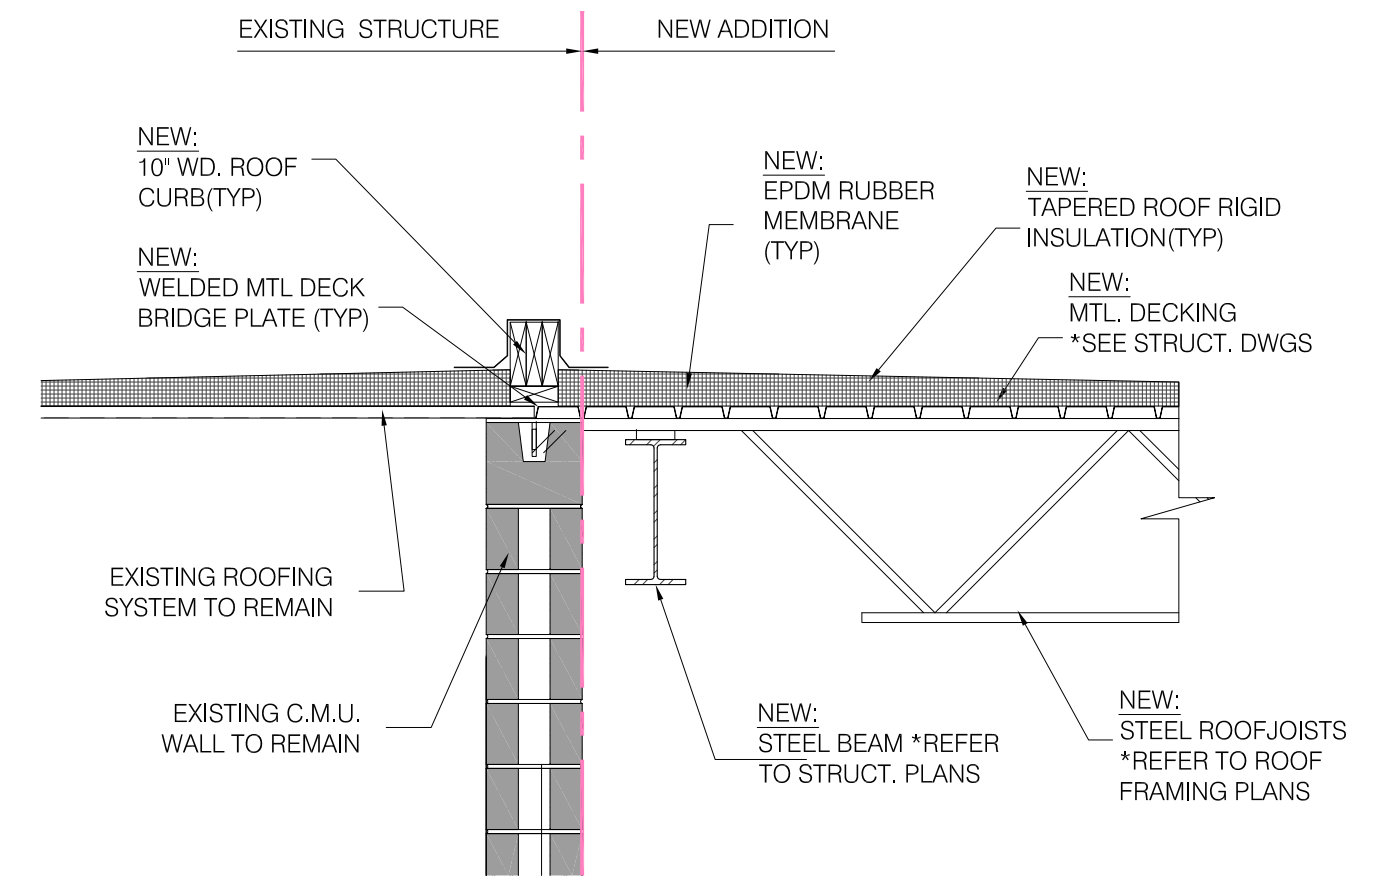 EXISTING STRUCTURE
NEW ADDITION
NEW:
10" WD. ROOF
CURB(TYP)
NEW:
WELDED MTL DECK
BRIDGE PLATE (TYP)
NEW:
EPDM RUBBER
MEMBRANE
(TYP)
NEW:
TAPERED ROOF RIGID
INSULATION(TYP)
NEW:
MTL. DECKING
*SEE STRUCT. DWGS
EXISTING ROOFING
SYSTEM TO REMAIN
EXISTING C.M.U.
WALL TO REMAIN
NEW:
STEEL BEAM *REFER
TO STRUCT. PLANS
NEW:
STEEL ROOFJOISTS
*REFER TO ROOF
FRAMING PLANS